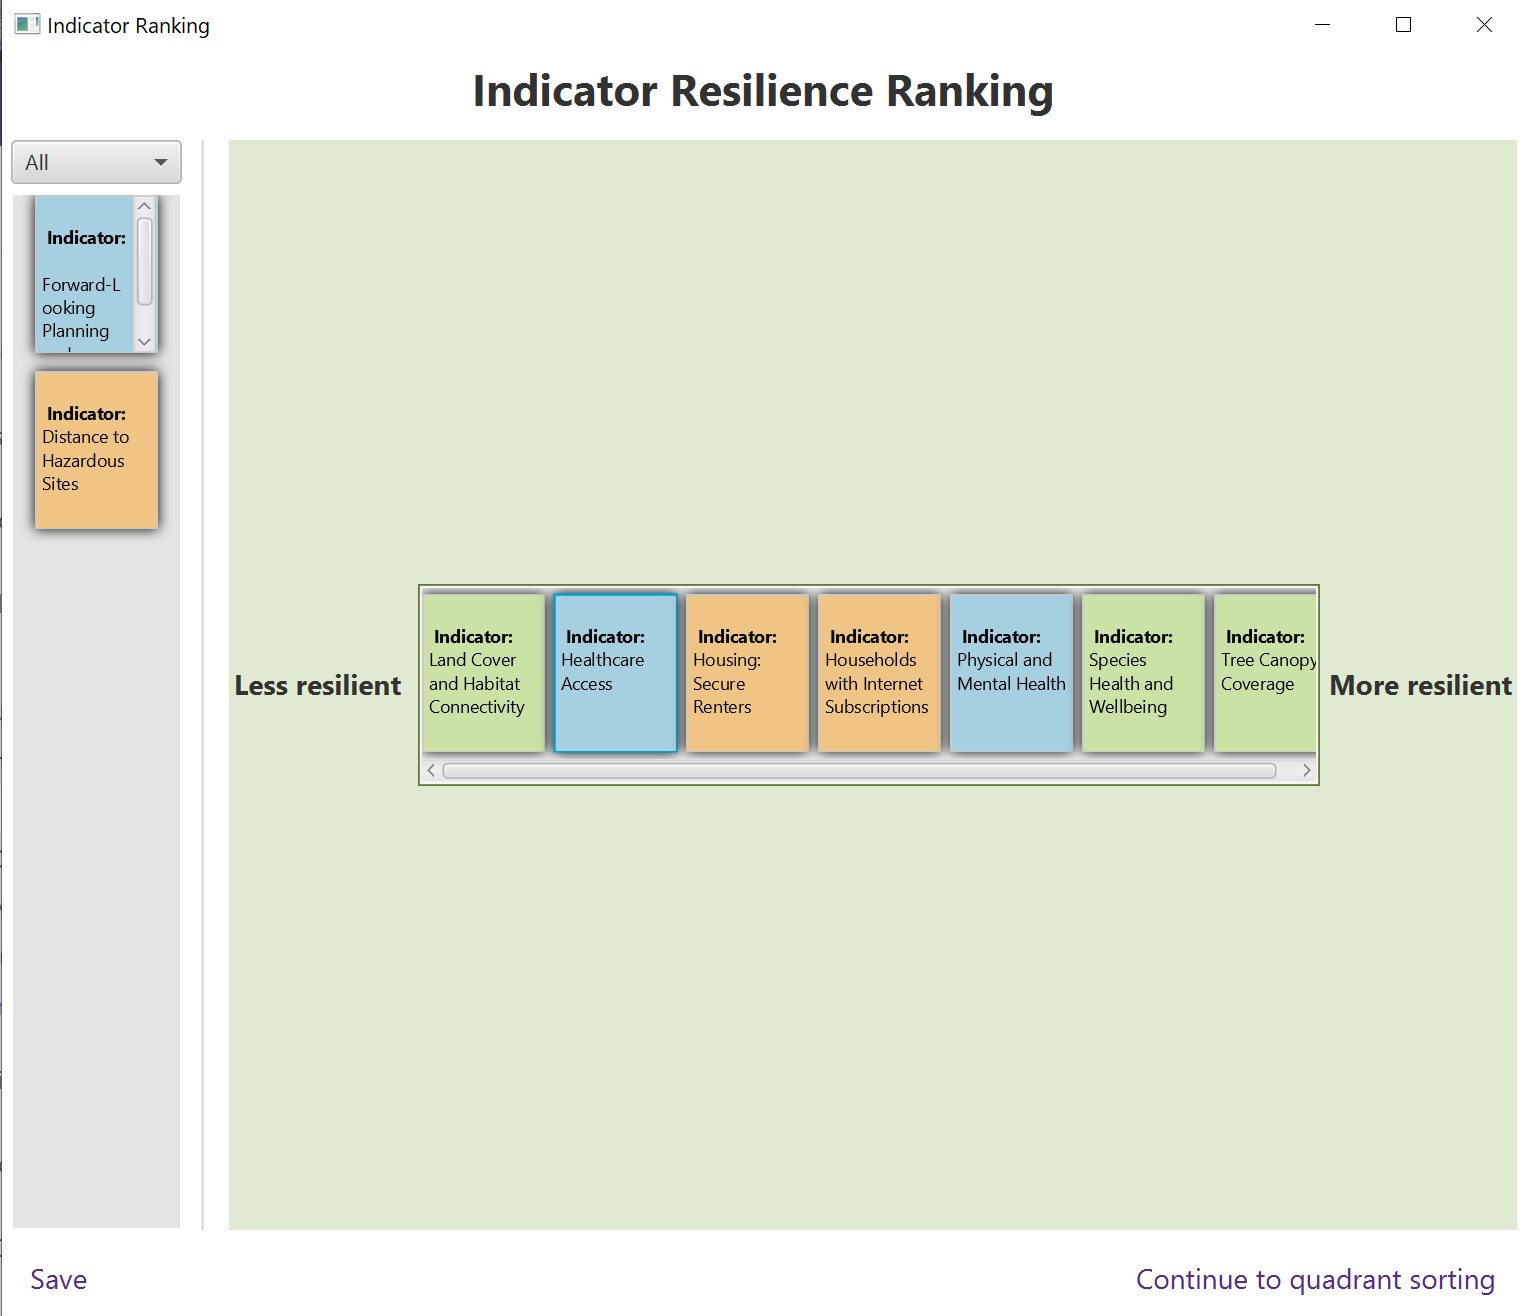 Indicator Ranking
Indicator Resilience Ranking
All
Indicator:
Forward-L
ooking
Planning
Indicator:
Distance to
Hazardous
Sites
Less resilient
Indicator:
Land Cover
and Habitat
Connectivity
Indicator:
Healthcare
Access
Indicator:
Housing:
Secure
Renters
Indicator:
Households
with Internet
Subscriptions
Indicator:
Physical and
Mental Health
Indicator:
Species
Health and
Wellbeing
Indicator:
Tree Canopy
Coverage
More resilient
Save
Continue to quadrant sorting